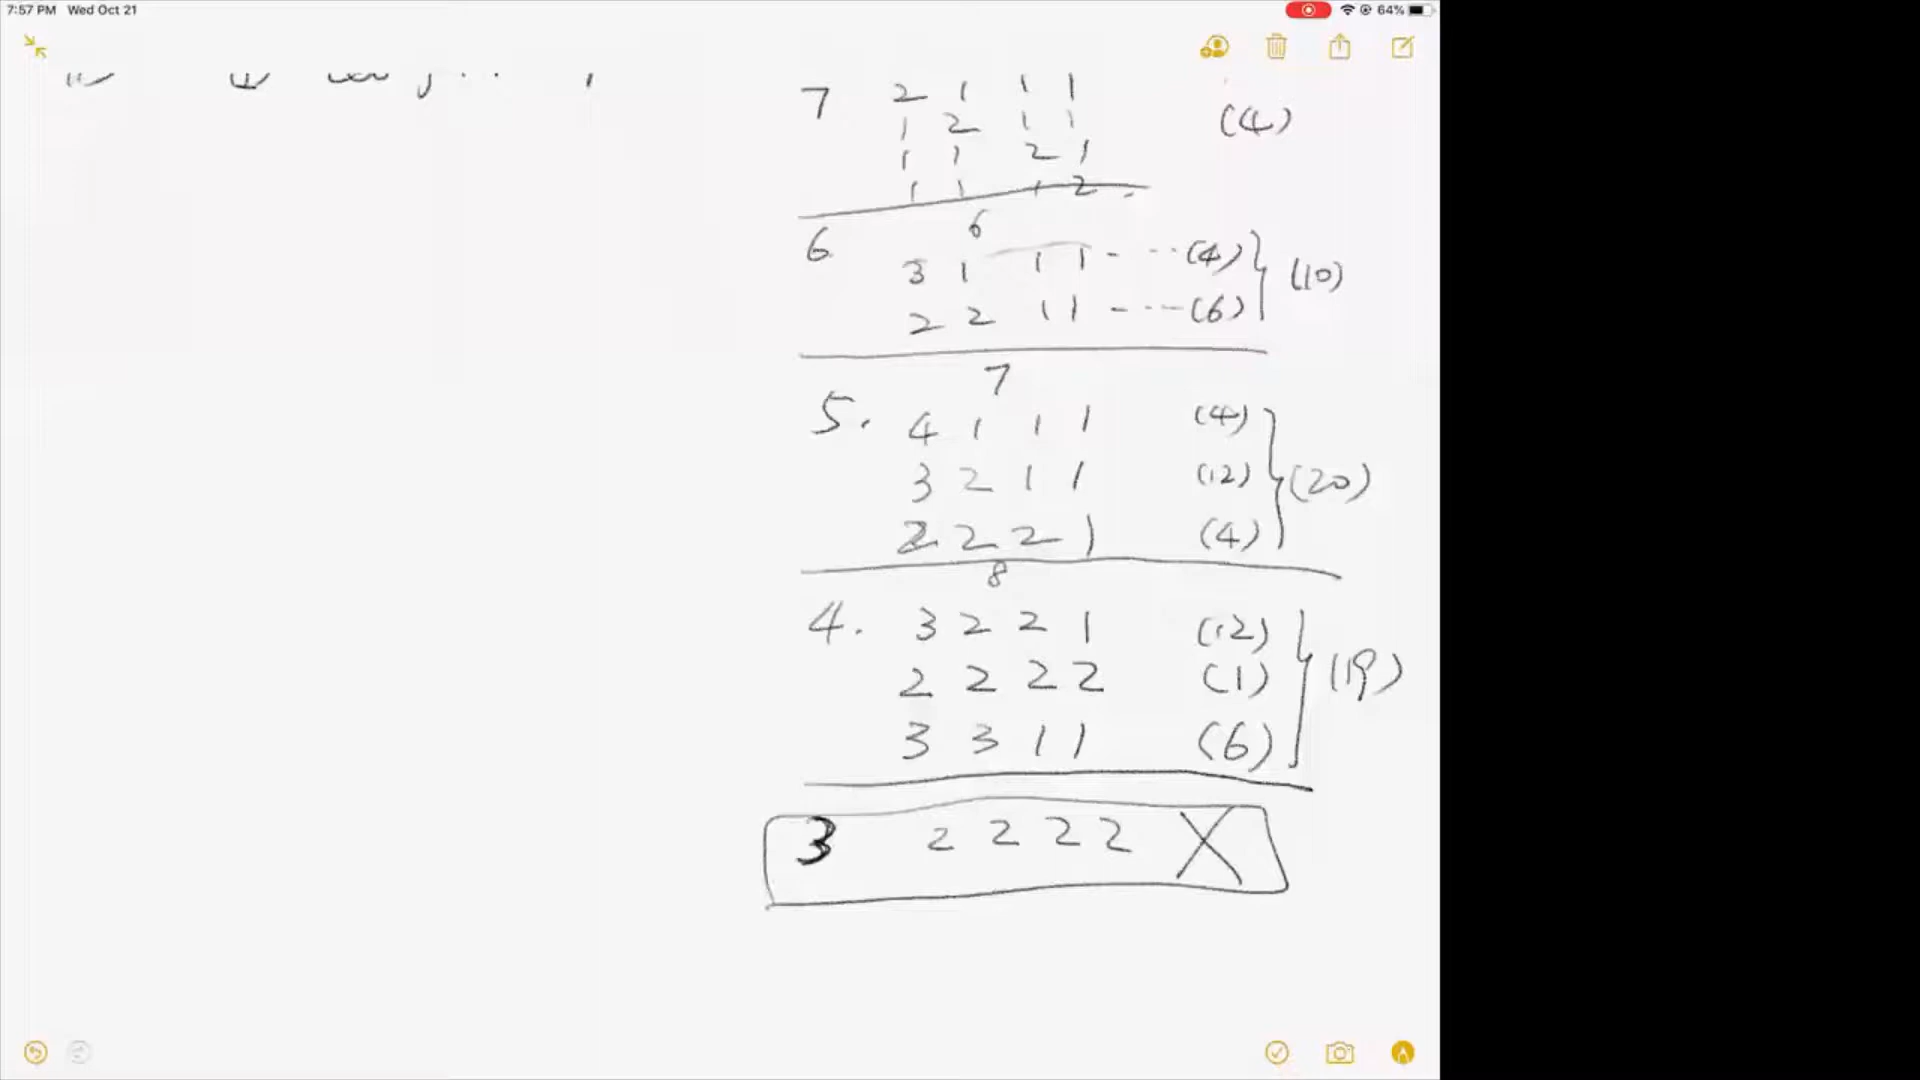 7:57 PM Wed Oct 21
64%
7 2 1 1 1
1 2 1 1 (4)
1 1 2 1
1 1 1 2
6
6 3 1 1 1 - - - - (4)
(10)
2 2 1 1 - - - - (6)
7
5. 4 1 1 1 (4)
3 2 1 1 (12) (20)
2 2 2 1 (4)
8
4. 3 2 2 1 (12)
2 2 2 2 (1) (19)
3 3 1 1 (6)
3 2 2 2 2 X